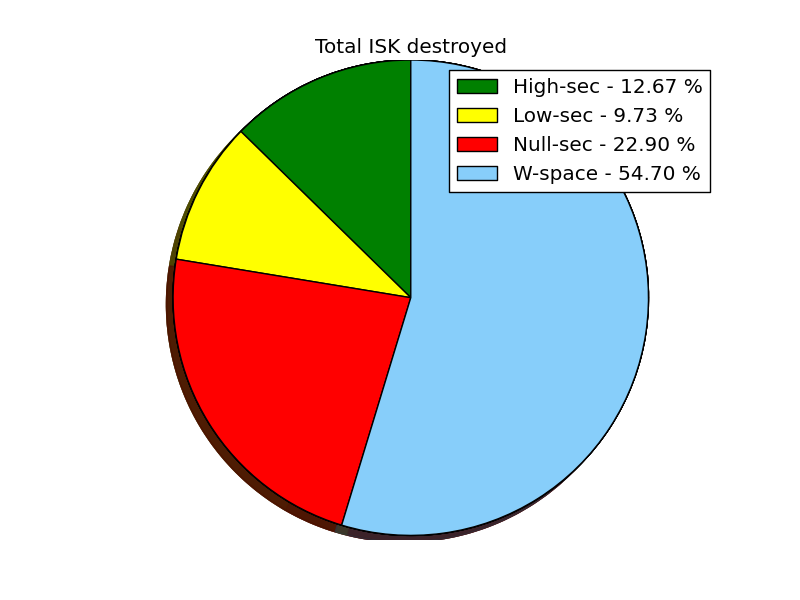 Total ISK destroyed
High-sec - 12.67 %
Low-sec - 9.73 %
Null-sec - 22.90 %
W-space - 54.70 %